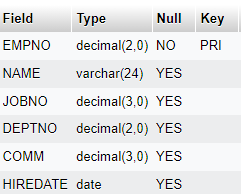 Field Type Null Key
EMPNO decimal(2,0) NO PRI
NAME varchar(24) YES
JOBNO decimal(3,0) YES
DEPTNO decimal(2,0) YES
COMM decimal(3,0) YES
HIREDATE date YES